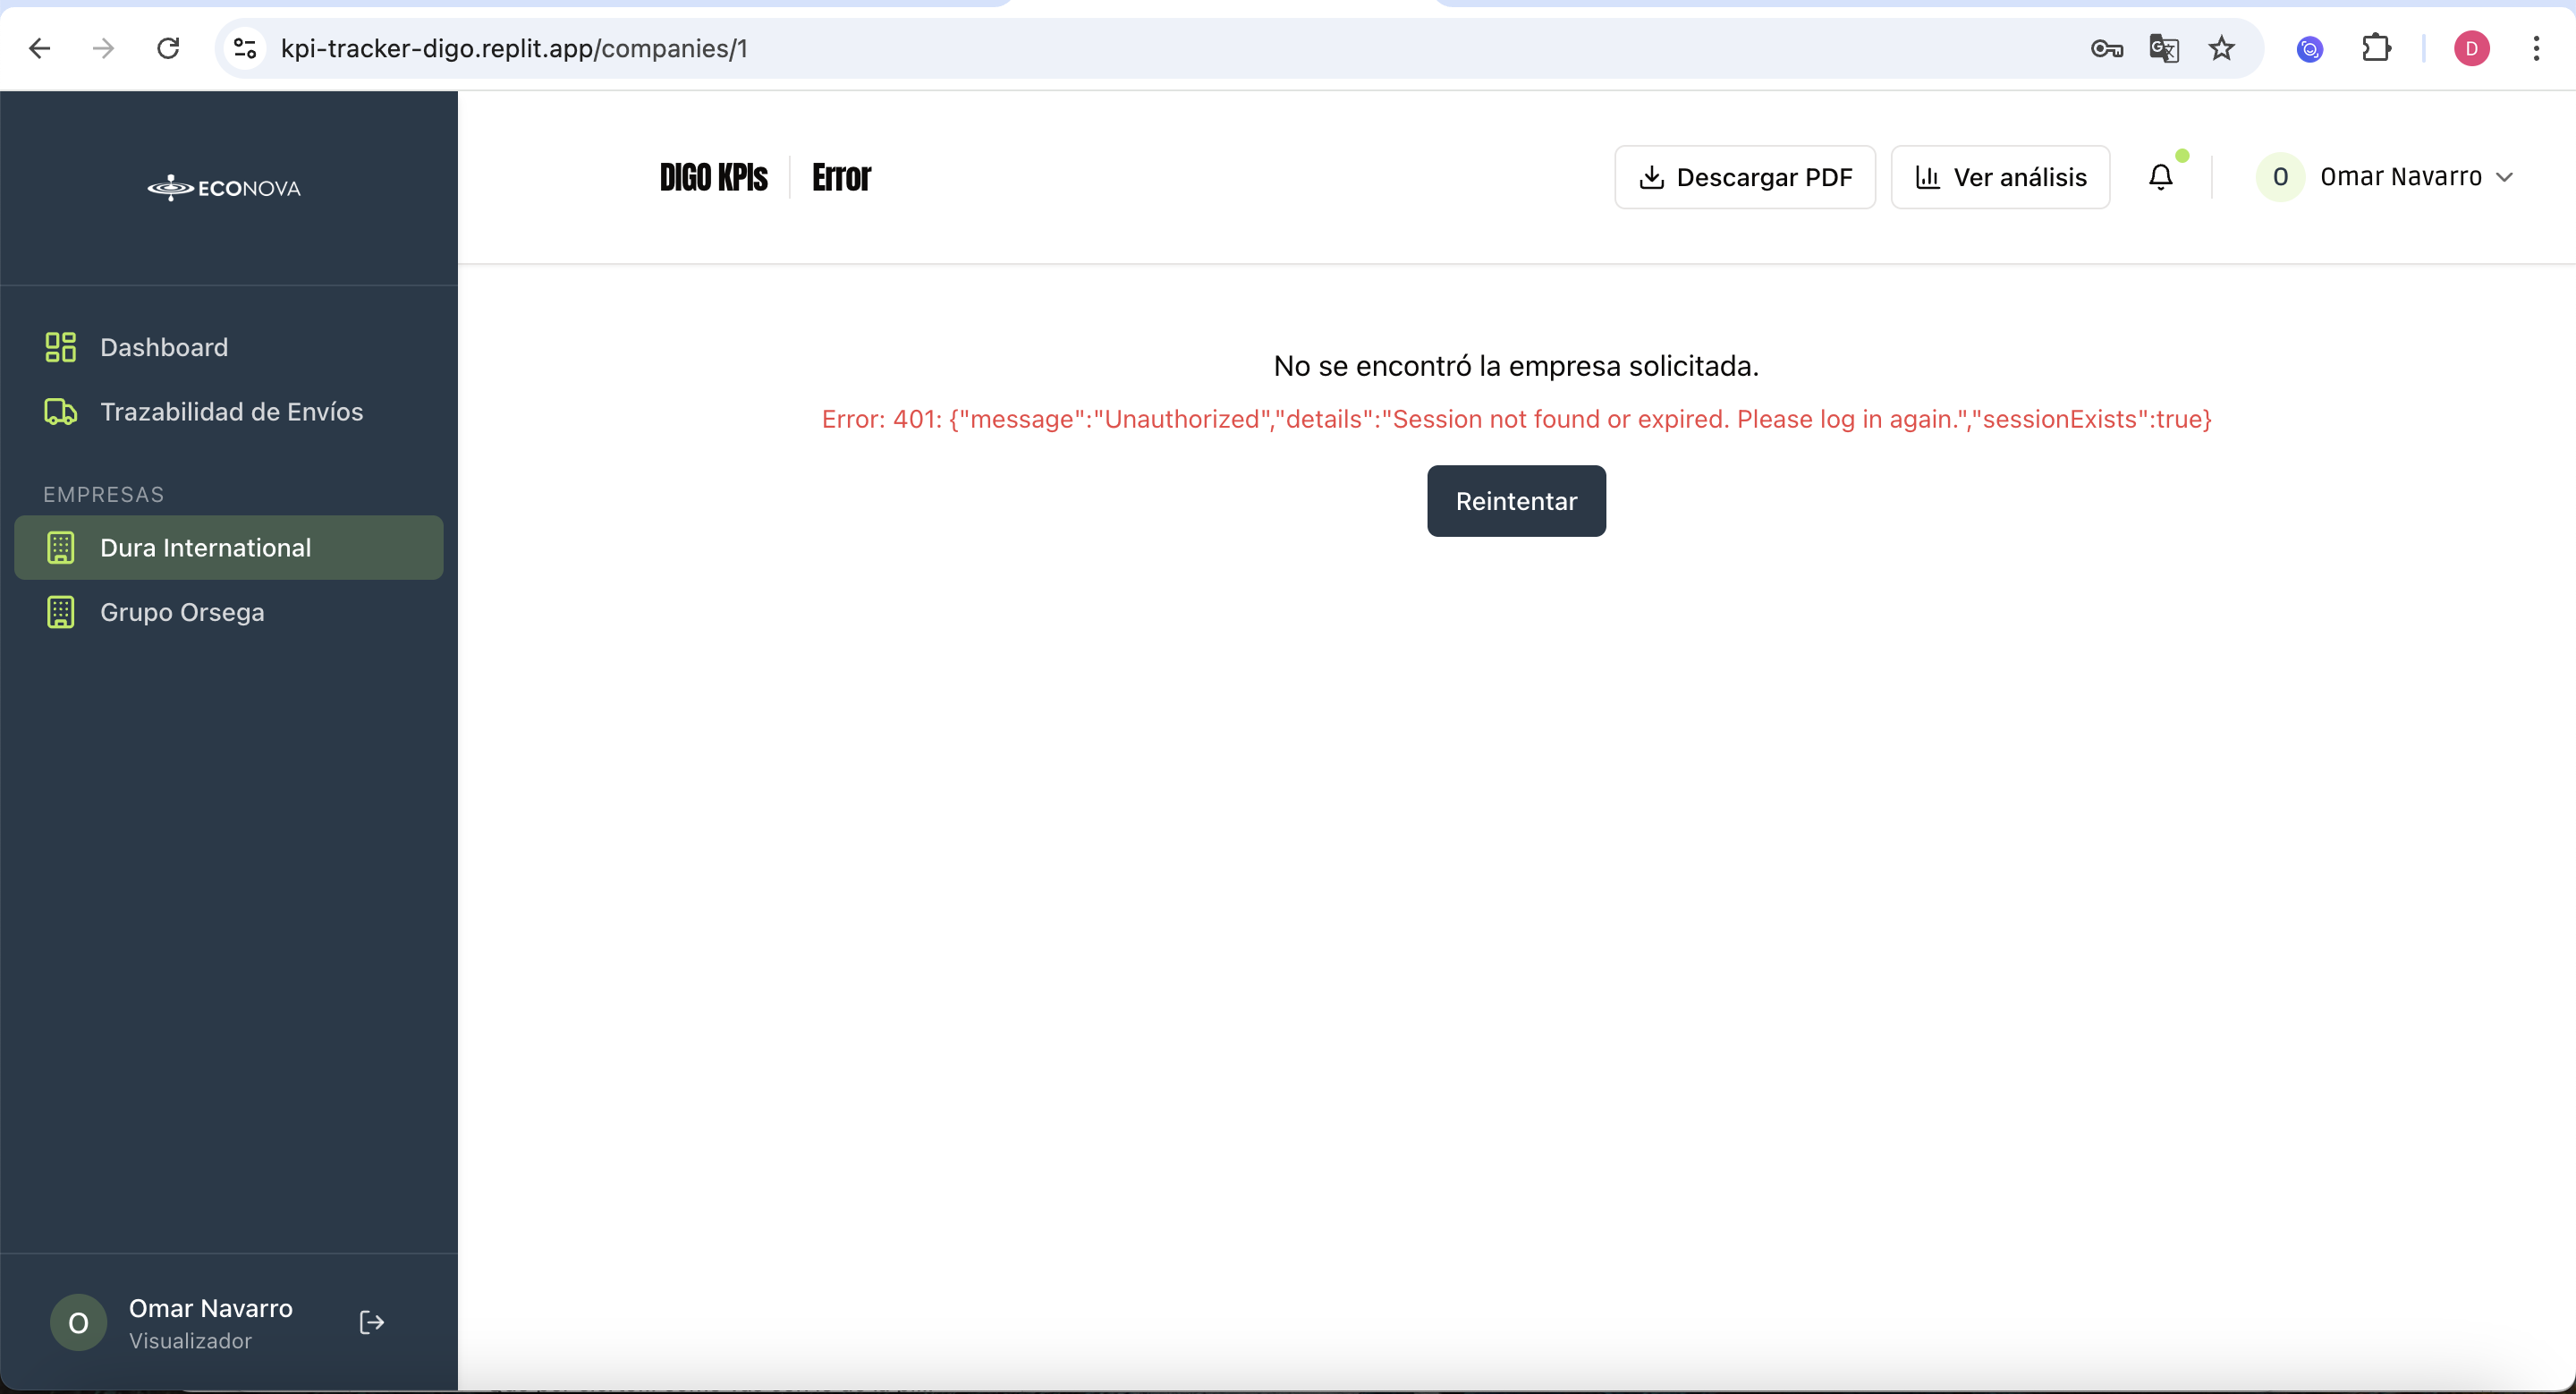 kpi-tracker-digo.replit.app/companies/1
D
ECONOVA
DIGO KPIs
Error
Descargar PDF
Ver análisis
O
Omar Navarro
Dashboard
Trazabilidad de Envíos
EMPRESAS
Dura International
Grupo Orsega
No se encontró la empresa solicitada.
Error: 401: {"message":"Unauthorized","details":"Session not found or expired. Please log in again.","sessionExists":true}
Reintentar
O
Omar Navarro
Visualizador